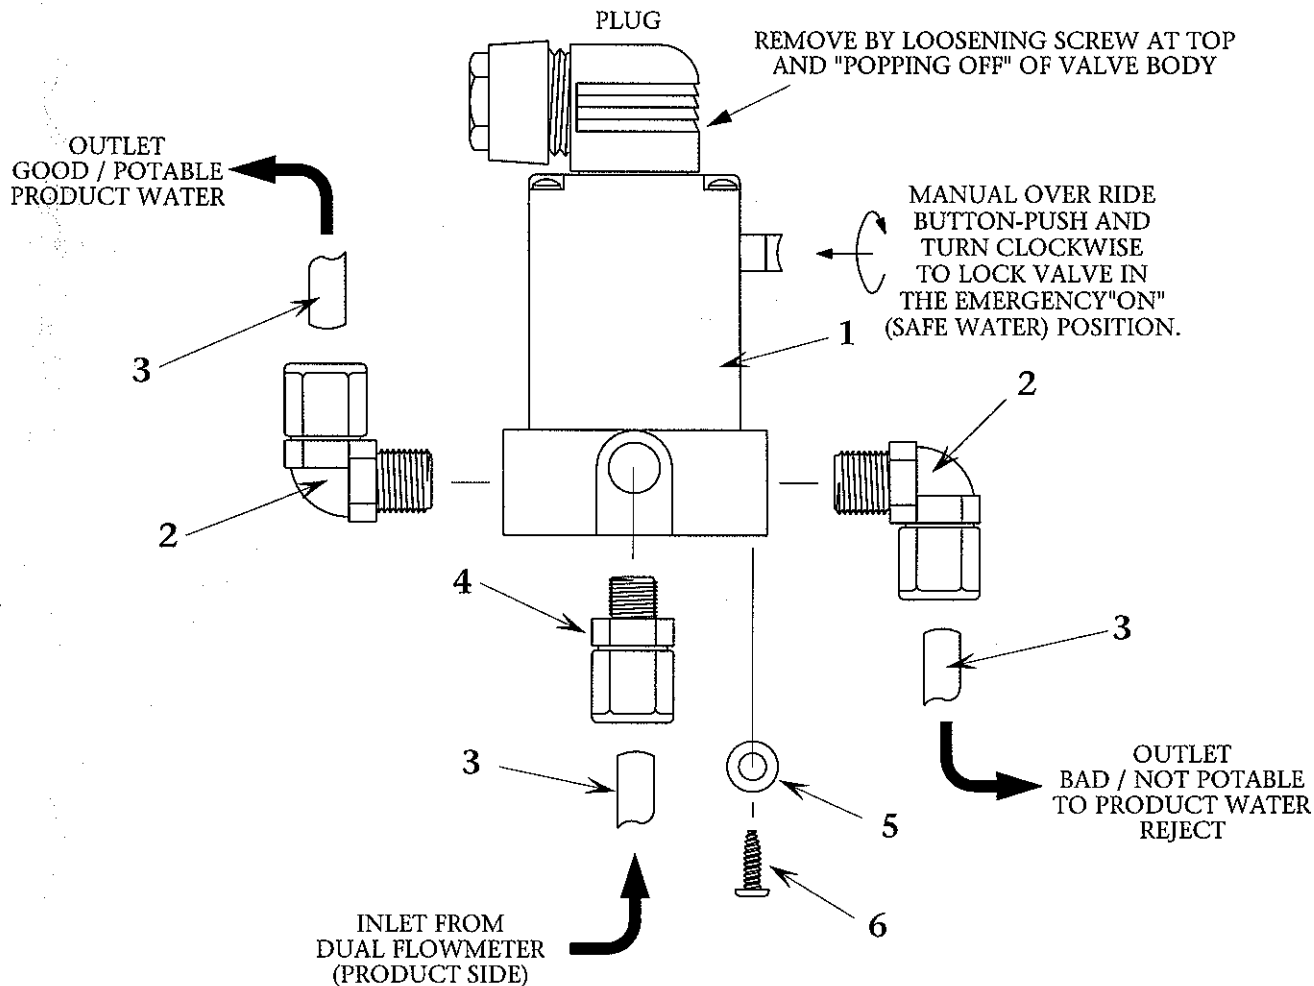 PLUG
REMOVE BY LOOSENING SCREW AT TOP
AND "POPPING OFF" OF VALVE BODY
OUTLET
GOOD / POTABLE
PRODUCT WATER
MANUAL OVER RIDE
BUTTON-PUSH AND
TURN CLOCKWISE
TO LOCK VALVE IN
THE EMERGENCY"ON"
(SAFE WATER) POSITION.
3
1
2
2
4
3
3
5
6
OUTLET
BAD / NOT POTABLE
TO PRODUCT WATER
REJECT
INLET FROM
DUAL FLOWMETER
(PRODUCT SIDE)